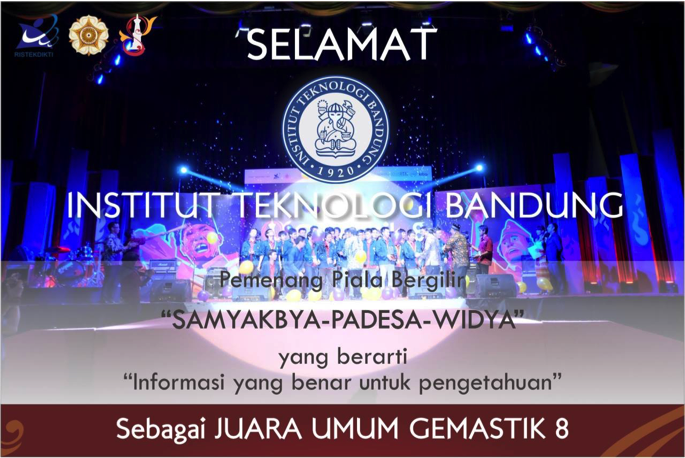 RISTEKDIKTI
SELAMAT
INSTITUT TEKNOLOGI BANDUNG
· 1920 ·
INSTITUT TEKNOLOGI BANDUNG
Pemenang Piala Bergilir
“SAMYAKBYA-PADESA-WIDYA”
yang berarti
“Informasi yang benar untuk pengetahuan”
Sebagai JUARA UMUM GEMASTIK 8